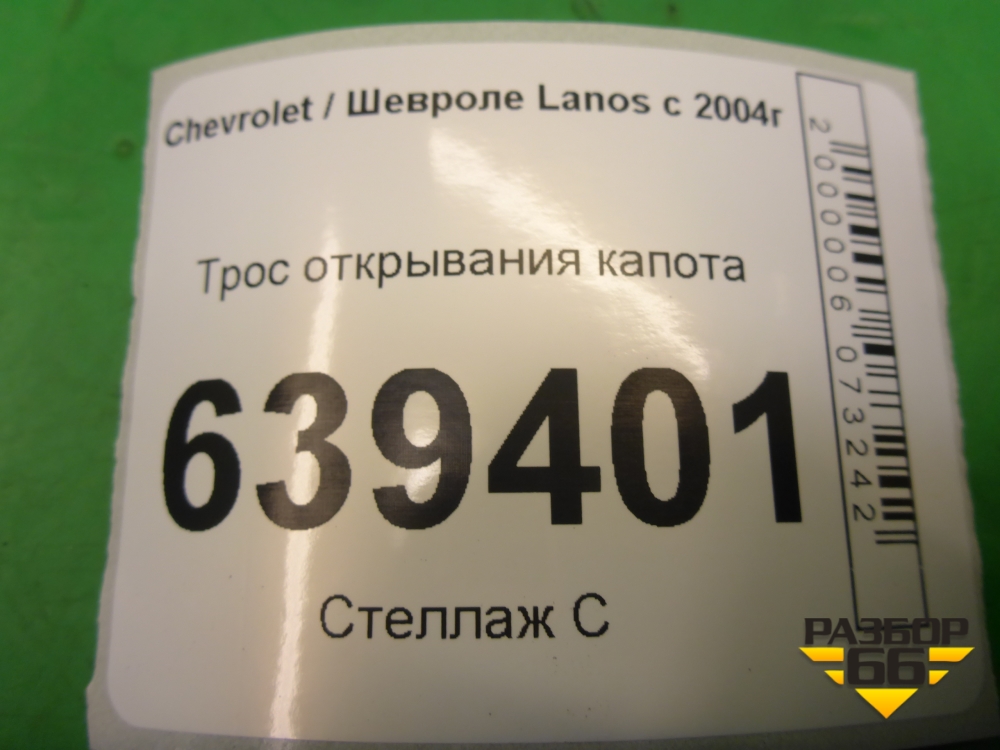 Chevrolet / Шевроле Lanos с 2004г
Трос открывания капота
639401
Стеллаж С
2000006073242
РАЗБОР
66